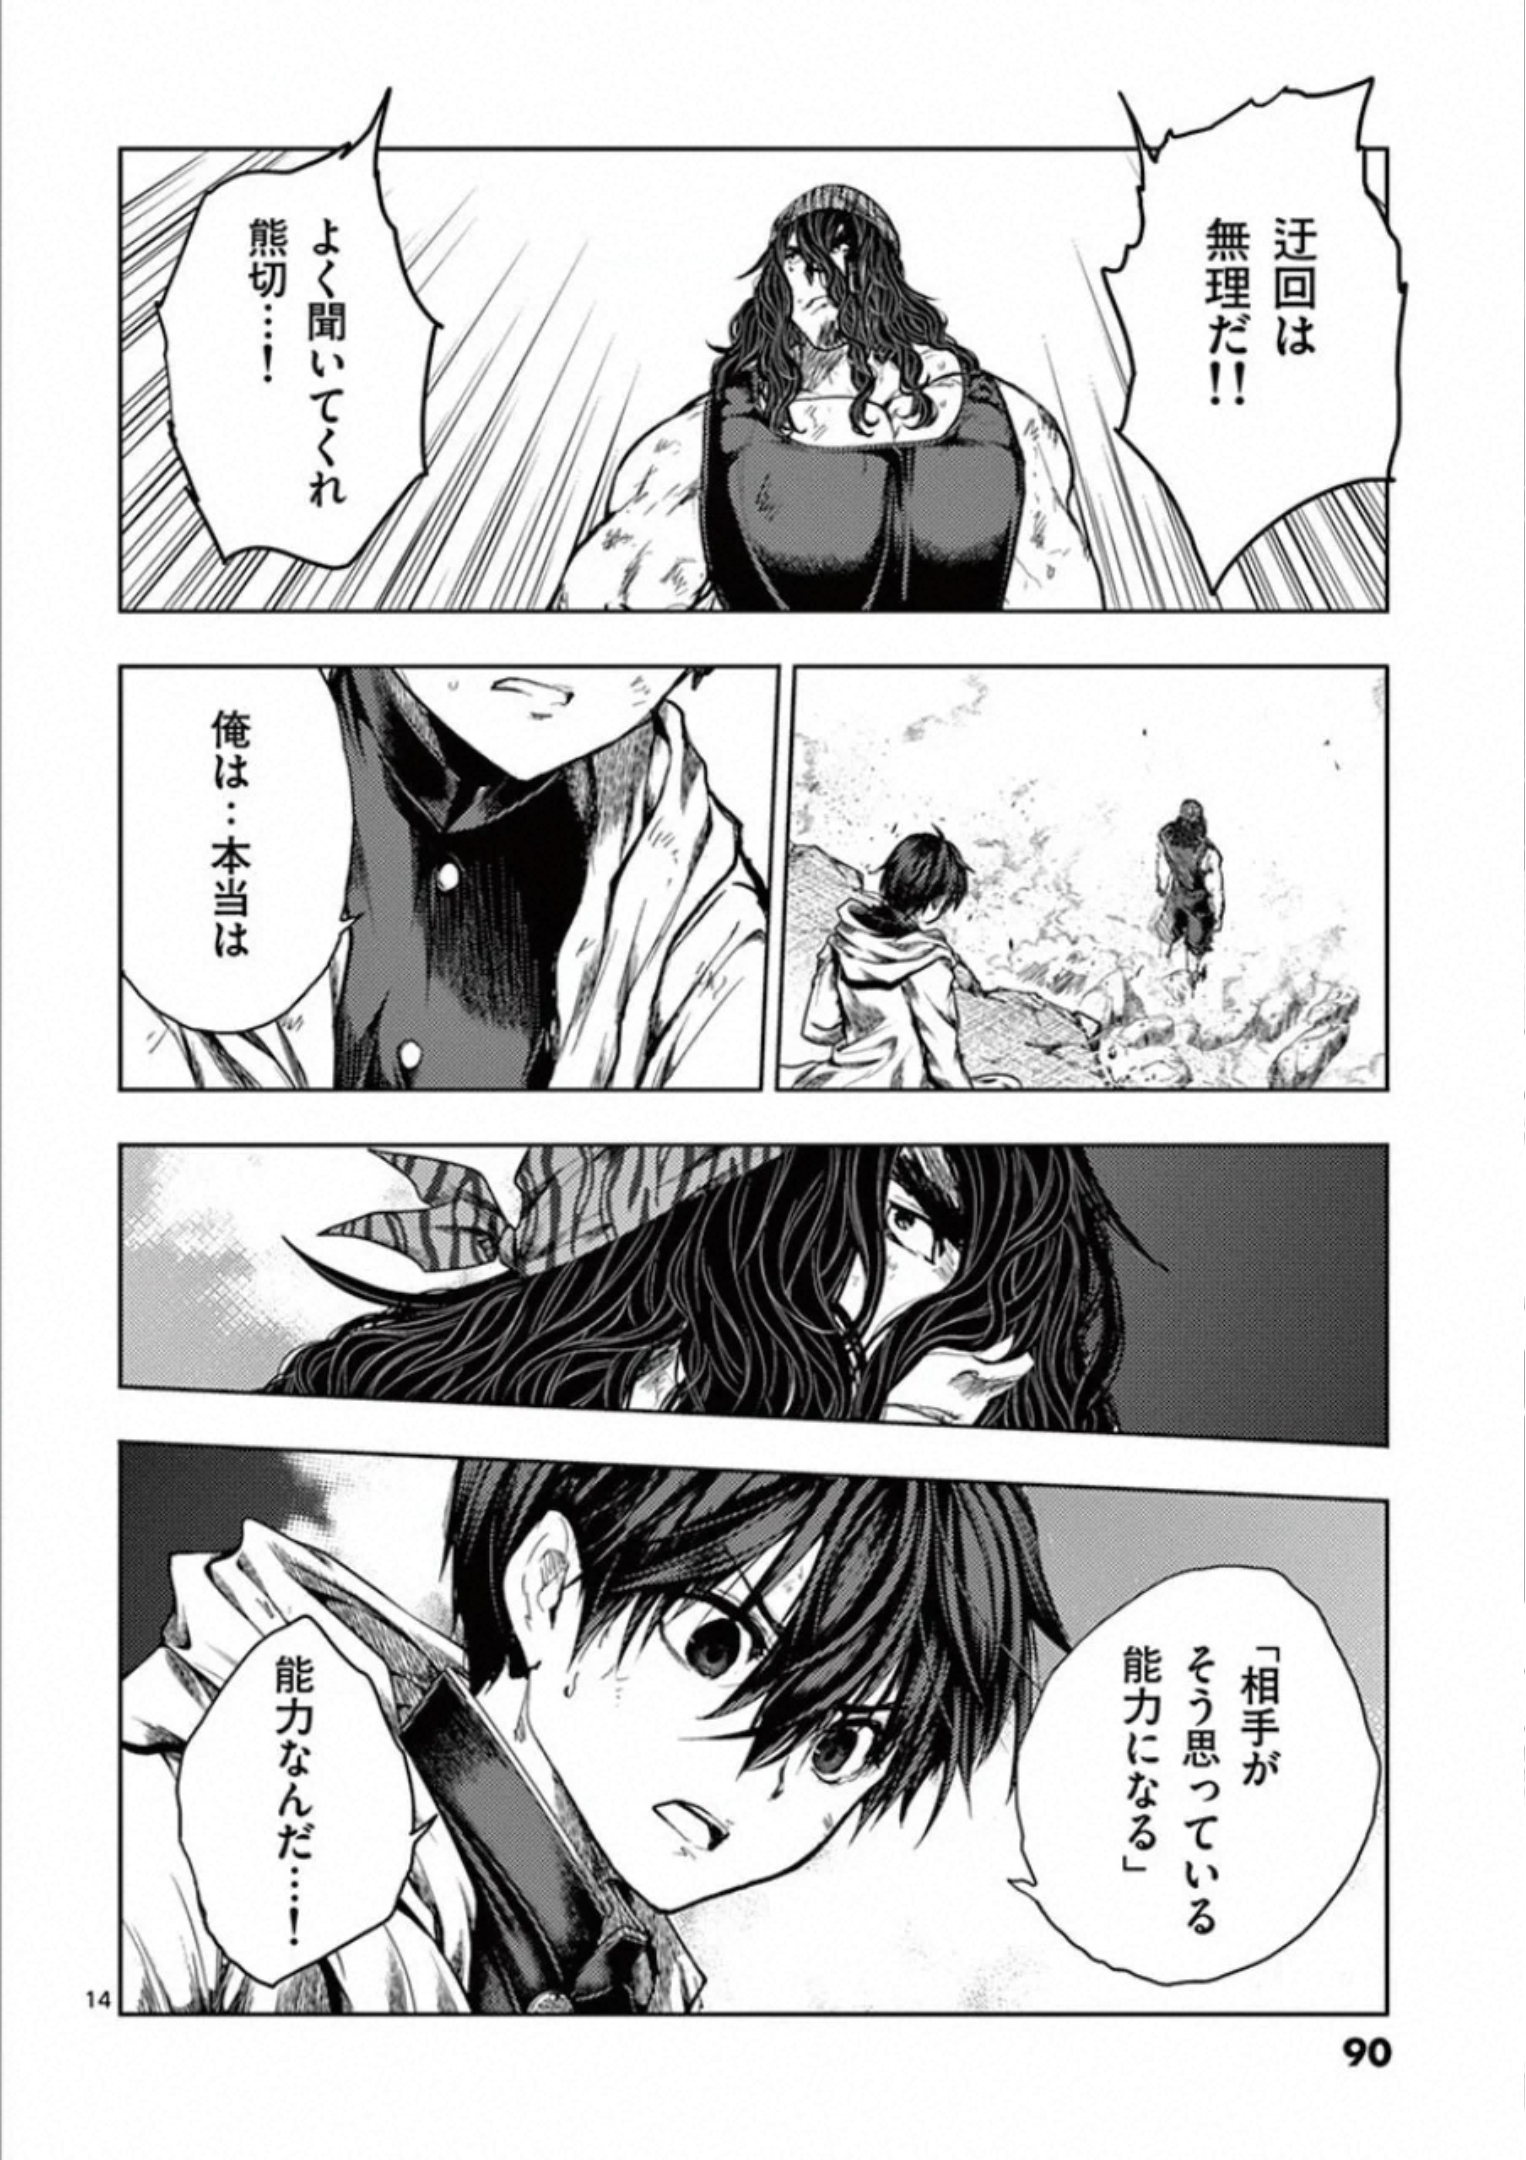 迂回は
無理だ!!
よく聞いてくれ
熊切…!
俺は…本当は
「相手が
そう思っている
能力になる」
能力なんだ……!
14
90